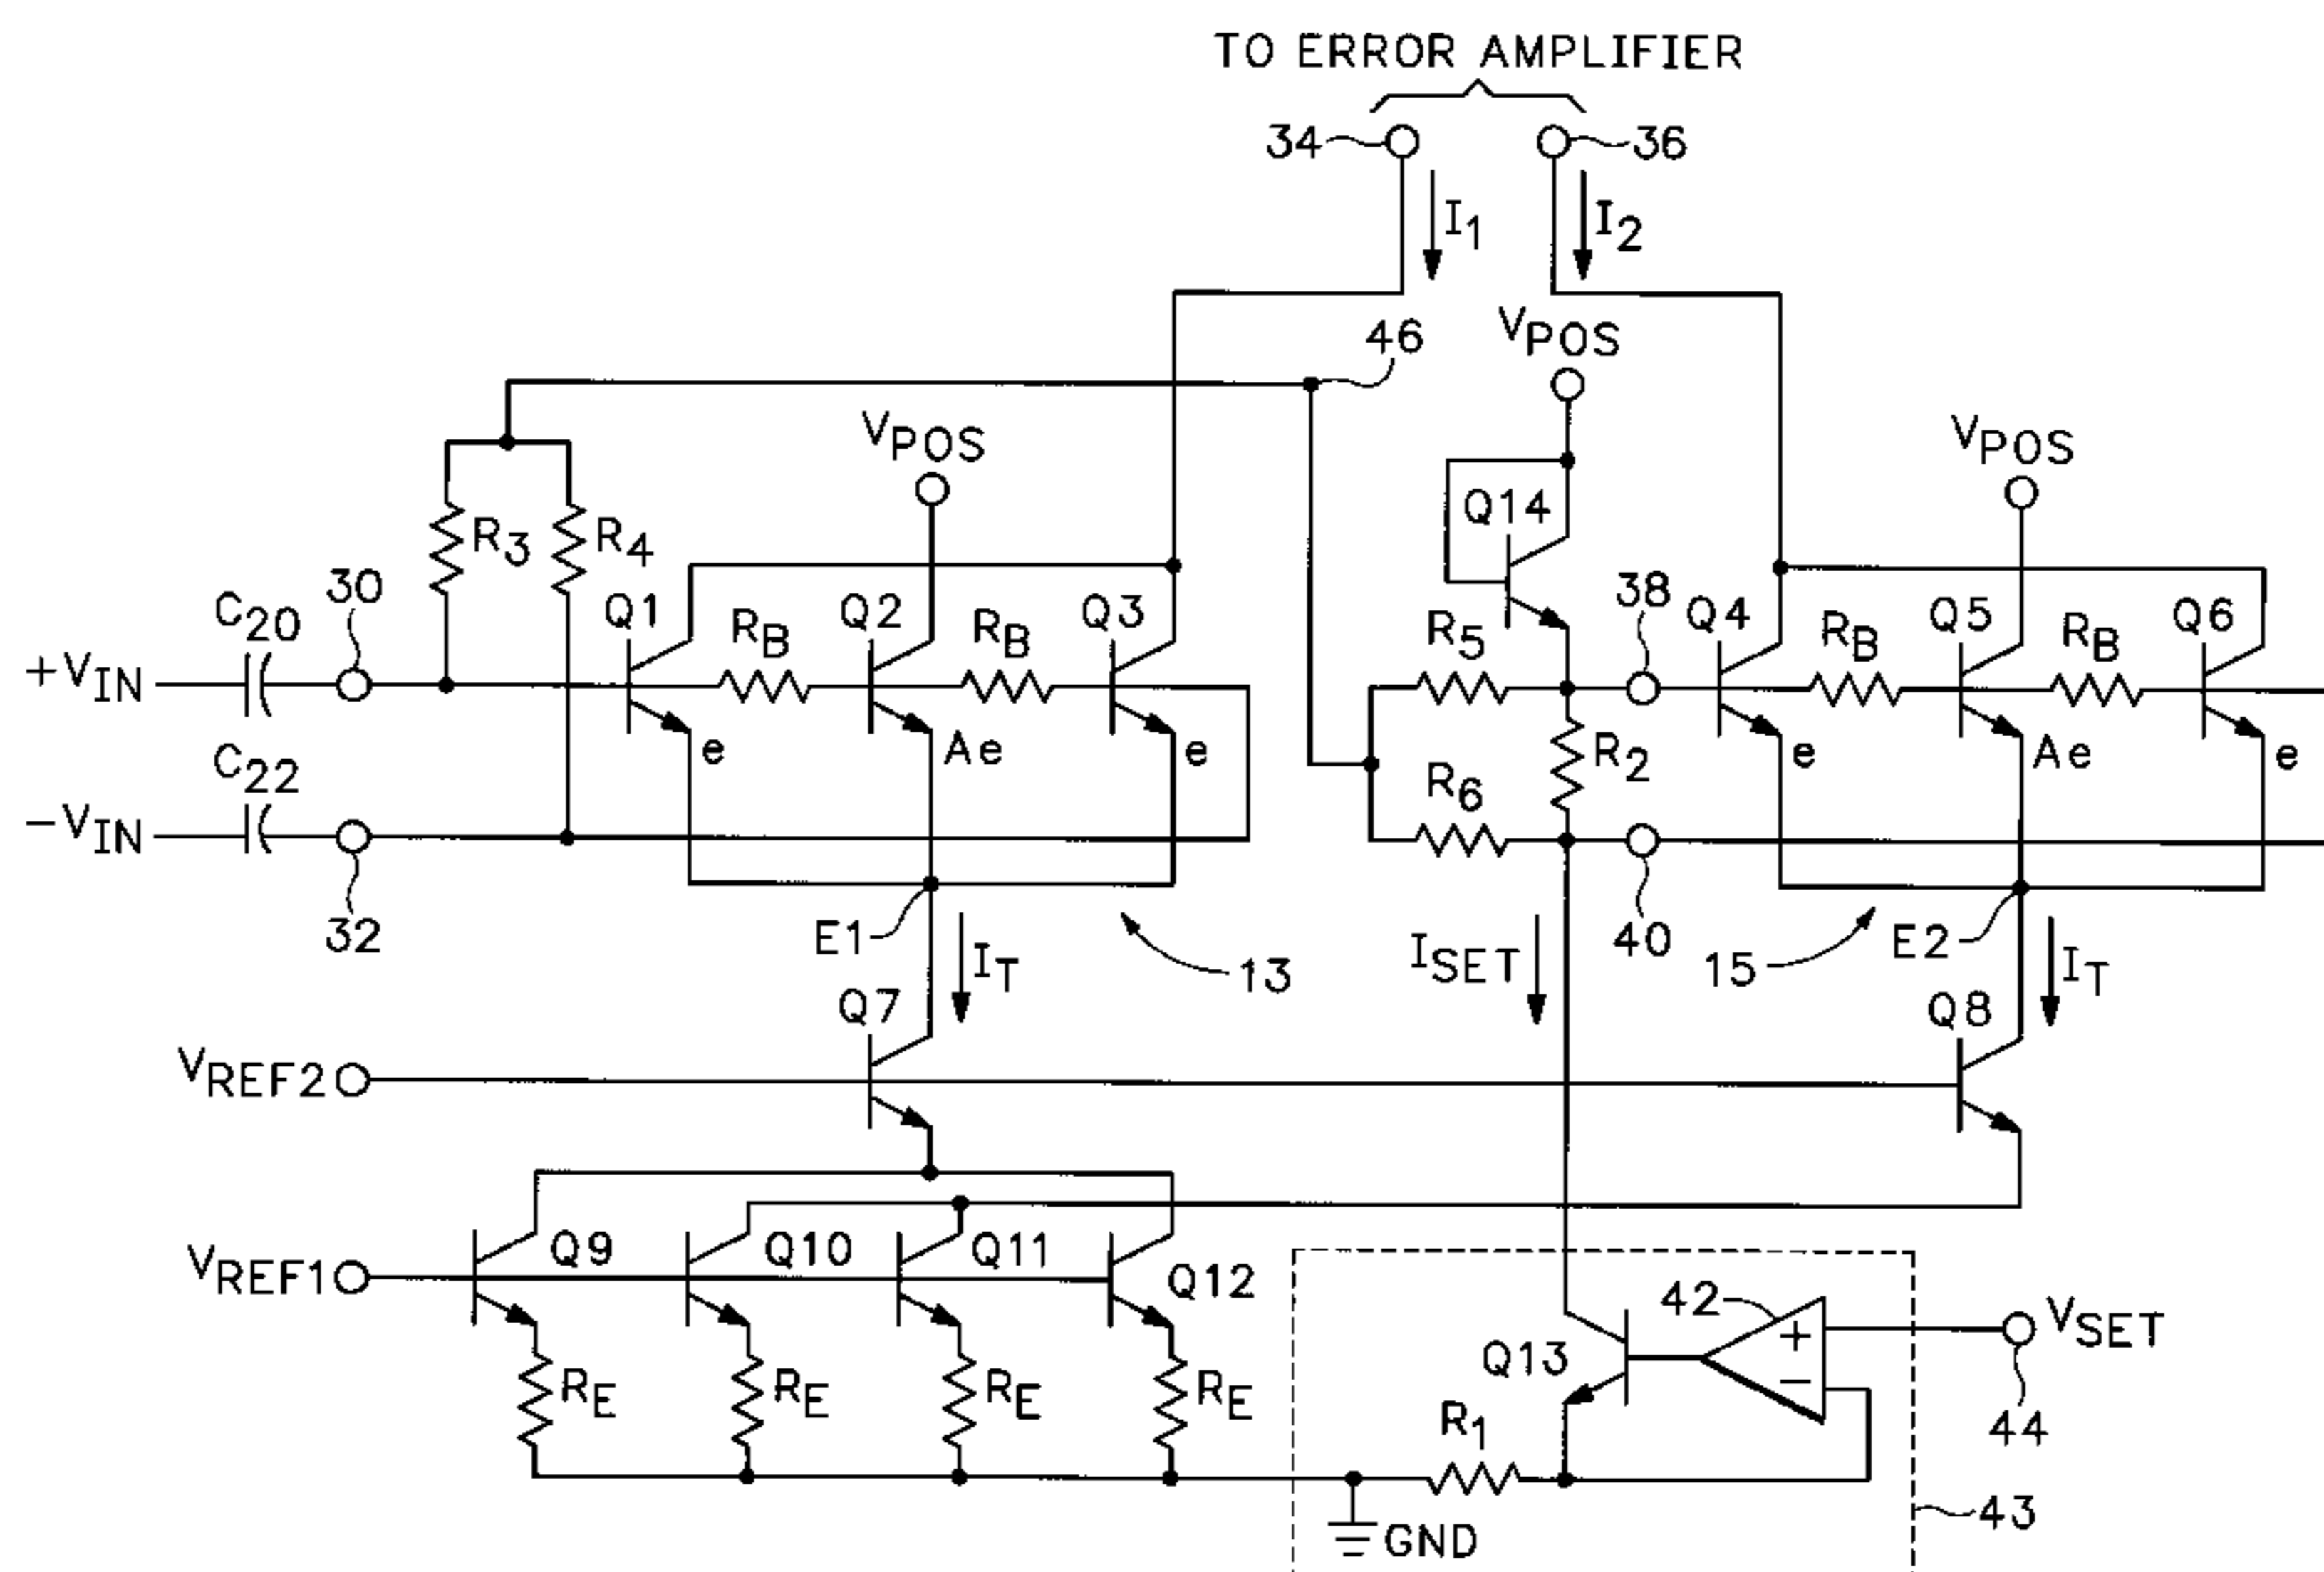 TO ERROR AMPLIFIER
34
36
I1
I2
46
VPOS
VPOS
VPOS
Q14
R3
R4
30
C20
Q1
RB
Q2
RB
Q3
R5
38
Q4
RB
Q5
RB
Q6
+VIN
e
Ae
e
R2
e
Ae
e
C22
R6
−VIN
32
E1
IT
13
ISET
40
15
E2
IT
Q7
Q8
VREF2
VREF1
Q9
Q10
Q11
Q12
42
+
−
VSET
Q13
44
RE
RE
RE
RE
R1
GND
43